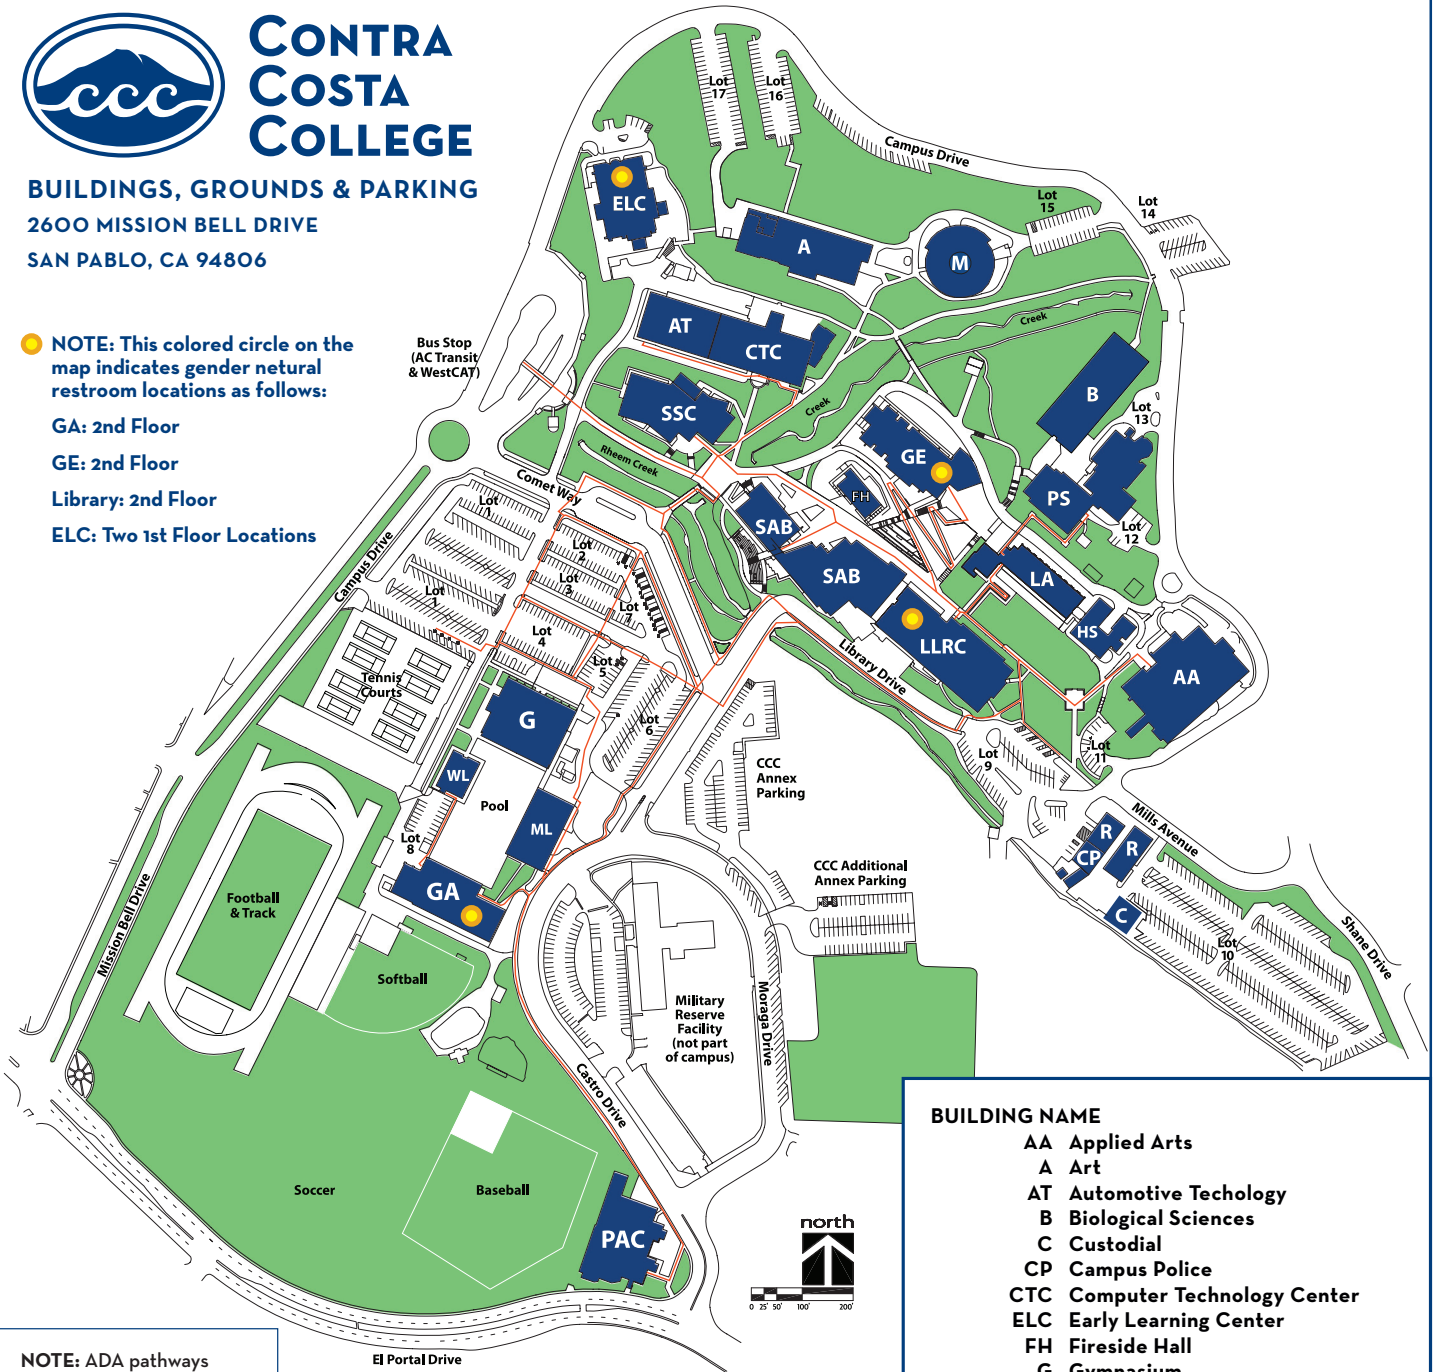 CONTRA
COSTA
COLLEGE
ccc
BUILDINGS, GROUNDS & PARKING
2600 MISSION BELL DRIVE
SAN PABLO, CA 94806
NOTE: This colored circle on the
map indicates gender netural
restroom locations as follows:
GA: 2nd Floor
GE: 2nd Floor
Library: 2nd Floor
ELC: Two 1st Floor Locations
Lot
17
Lot
16
Campus Drive
Lot
15
Lot
14
ELC
A
M
Creek
AT
CTC
Bus Stop
(AC Transit
& WestCAT)
SSC
Creek
B
Lot
13
Rheem Creek
GE
Comet Way
FH
PS
Lot
1
SAB
Lot
12
Lot
2
Campus Drive
Lot
3
SAB
LA
Lot
1
Lot
7
Lot
4
LLRC
HS
Lot
5
Library Drive
Tennis
Courts
AA
G
Lot
6
Lot
9
Lot
11
WL
CCC
Annex
Parking
Pool
Mills Avenue
ML
Lot
8
R
R
CP
GA
CCC Additional
Annex Parking
Football
& Track
C
Mission Bell Drive
Lot
10
Shane Drive
Softball
Military
Reserve
Facility
(not part
of campus)
Moraga Drive
Castro Drive
Soccer
Baseball
PAC
north
0 25' 50' 100' 200'
El Portal Drive
NOTE: ADA pathways
BUILDING NAME
AA Applied Arts
A Art
AT Automotive Techology
B Biological Sciences
C Custodial
CP Campus Police
CTC Computer Technology Center
ELC Early Learning Center
FH Fireside Hall
G Gymnasium